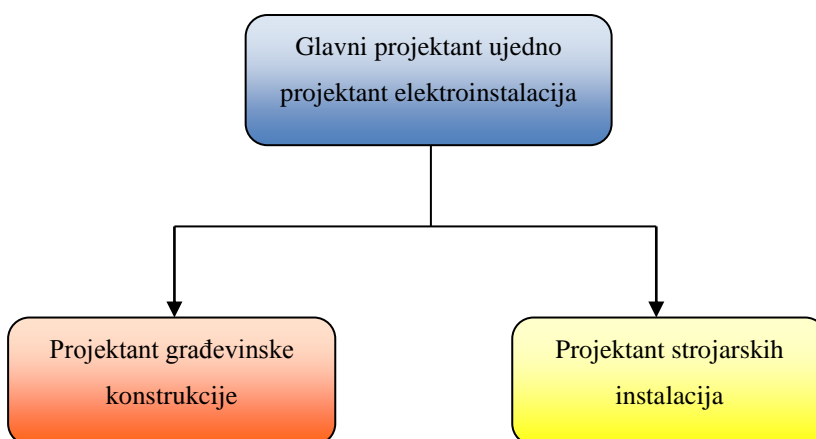 Glavni projektant ujedno
projektant elektroinstalacija
Projektant građevinske
konstrukcije
Projektant strojarskih
instalacija